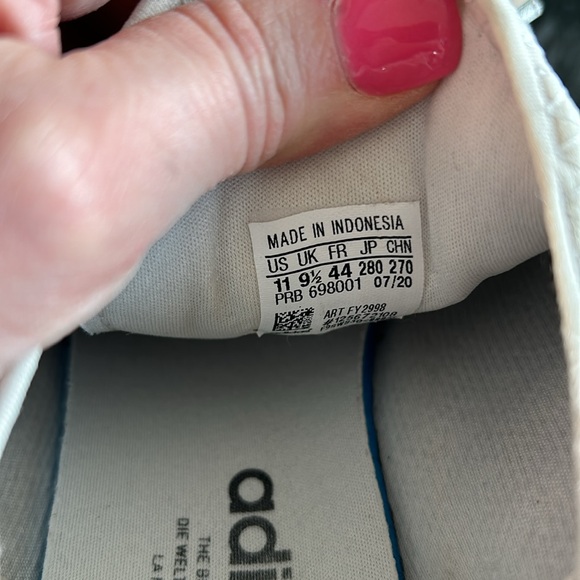 MADE IN INDONESIA
US UK FR JP CHN
11 9½ 44 280 270
PRB 698001 07/20
ART FY2998
adi
THE B
DIE WELT
LA